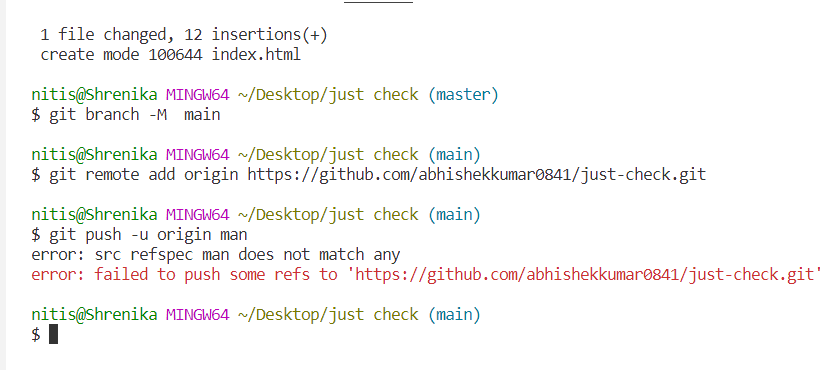 1 file changed, 12 insertions(+)
create mode 100644 index.html
nitis@Shrenika MINGW64 ~/Desktop/just check (master)
$ git branch -M  main
nitis@Shrenika MINGW64 ~/Desktop/just check (main)
$ git remote add origin https://github.com/abhishekkumar0841/just-check.git
nitis@Shrenika MINGW64 ~/Desktop/just check (main)
$ git push -u origin man
error: src refspec man does not match any
error: failed to push some refs to 'https://github.com/abhishekkumar0841/just-check.git'
nitis@Shrenika MINGW64 ~/Desktop/just check (main)
$